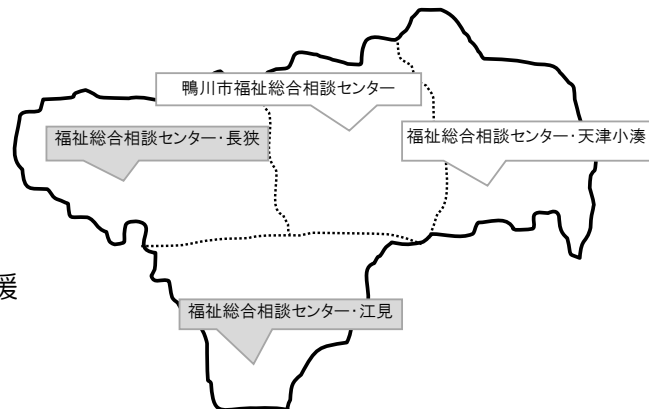 鴨川市福祉総合相談センター
福祉総合相談センター・長狭
福祉総合相談センター・天津小湊
援
福祉総合相談センター・江見